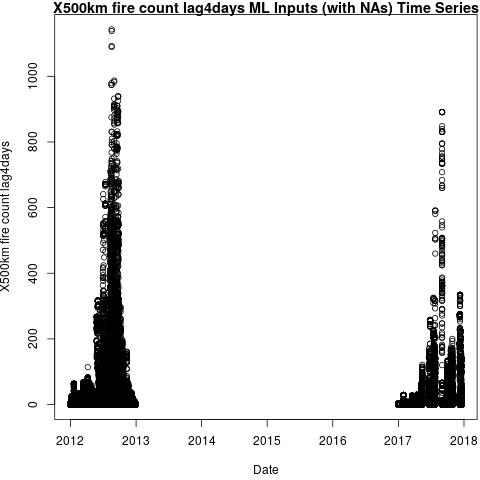 X500km fire count lag4days ML Inputs (with NAs) Time Series
X500km fire count lag4days
1000
800
600
400
200
0
2012 2013 2014 2015 2016 2017 2018
Date